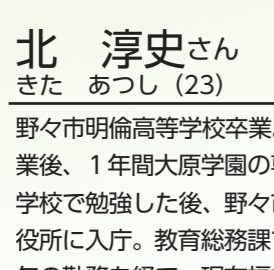 北　淳史さん
きた　あつし（23）
野々市明倫高等学校卒業
業後、１年間大原学園の
学校で勉強した後、野々
役所に入庁。教育総務課